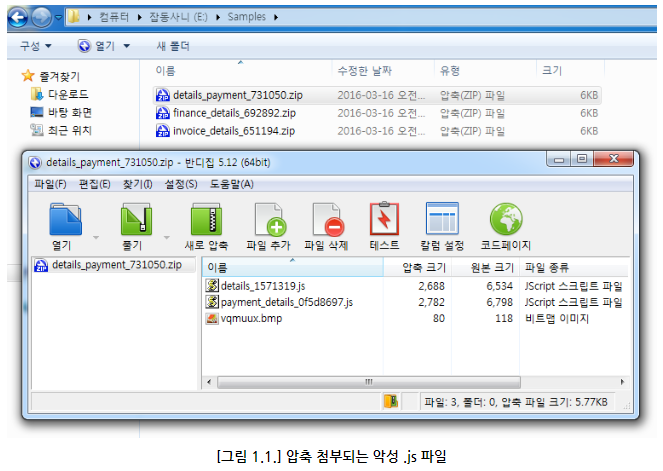 컴퓨터 ▸ 잡동사니 (E:) ▸ Samples ▸
구성 ▼ 열기 ▼ 새 폴더
즐겨찾기
다운로드
바탕 화면
최근 위치
이름 수정한 날짜 유형 크기
details_payment_731050.zip 2016-03-16 오전... 압축(ZIP) 파일 6KB
finance_details_692892.zip 2016-03-16 오전... 압축(ZIP) 파일 6KB
invoice_details_651194.zip 2016-03-16 오전... 압축(ZIP) 파일 6KB
details_payment_731050.zip - 반디집 5.12 (64bit)
파일(F) 편집(E) 찾기(I) 설정(S) 도움말(A)
열기 풀기 새로 압축 파일 추가 파일 삭제 테스트 칼럼 설정 코드페이지
details_payment_731050.zip
이름 압축 크기 원본 크기 파일 종류
details_1571319.js 2,688 6,534 JScript 스크립트 파일
payment_details_0f5d8697.js 2,782 6,798 JScript 스크립트 파일
vqmuux.bmp 80 118 비트맵 이미지
파일: 3, 폴더: 0, 압축 파일 크기: 5.77KB
[그림 1.1.] 압축 첨부되는 악성 .js 파일